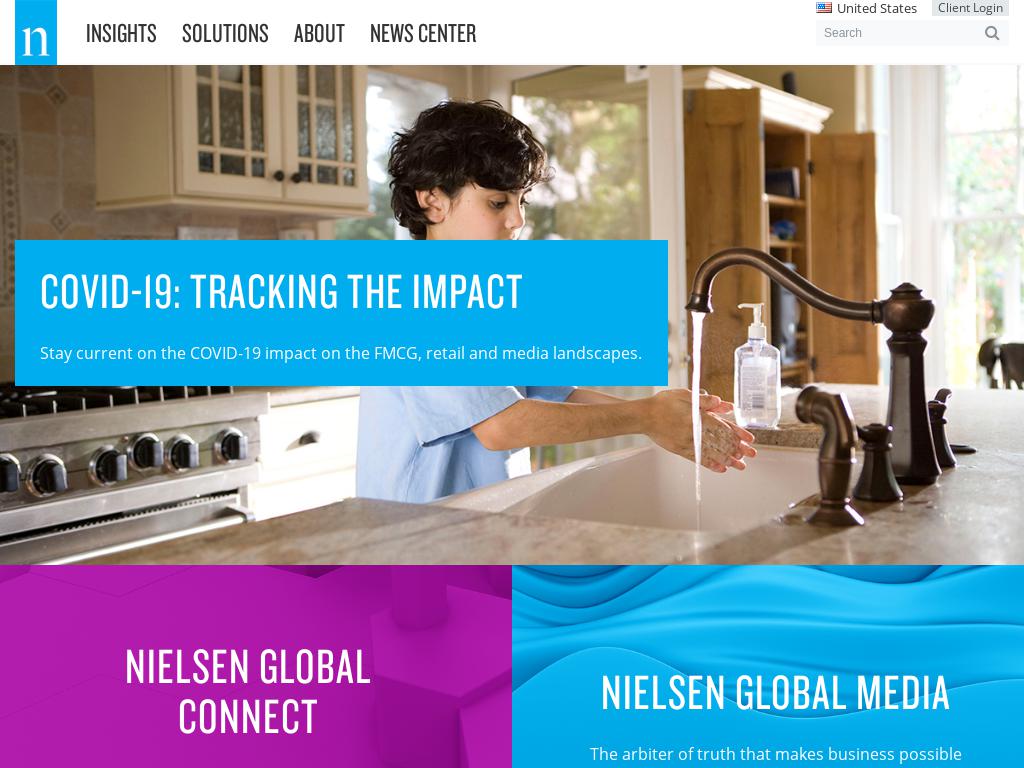 n
INSIGHTS SOLUTIONS ABOUT NEWS CENTER
United States Client Login
Search
COVID-19: TRACKING THE IMPACT
Stay current on the COVID-19 impact on the FMCG, retail and media landscapes.
NIELSEN GLOBAL
CONNECT
NIELSEN GLOBAL MEDIA
The arbiter of truth that makes business possible